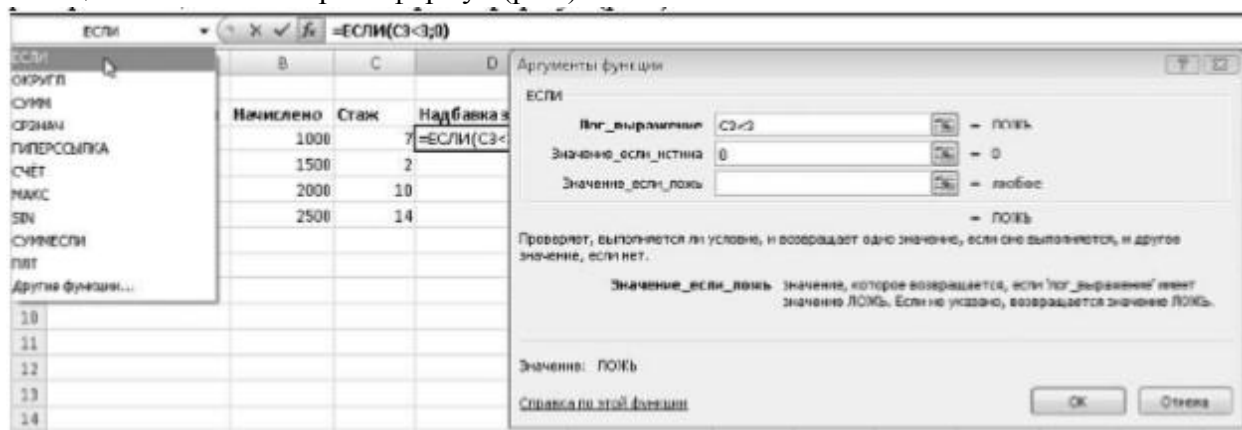 ЕСЛИ =ЕСЛИ(C3<3;0)
ЕСЛИ
ОКРУГЛ
СУММ
СРЗНАЧ
ГИПЕРССЫЛКА
СЧЁТ
МАКС
SIN
СУММЕСЛИ
ПЛТ
Другие функции...
B C D
Начислено Стаж Надбавка з
1000 7 =ЕСЛИ(C3<
1500 2
2000 10
2500 14
10
11
12
13
14
Аргументы функции
ЕСЛИ
Лог_выражение C3<3 = ЛОЖЬ
Значение_если_истина 0 = 0
Значение_если_ложь = любое
= ЛОЖЬ
Проверяет, выполняется ли условие, и возвращает одно значение, если оно выполняется, и другое
значение, если нет.
Значение_если_ложь значение, которое возвращается, если 'лог_выражение' имеет
значение ЛОЖЬ. Если не указано, возвращается значение ЛОЖЬ.
Значение: ЛОЖЬ
Справка по этой функции ОК Отмена